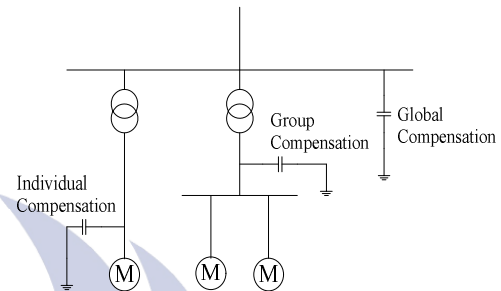 Group
Compensation
Global
Compensation
Individual
Compensation
M
M
M